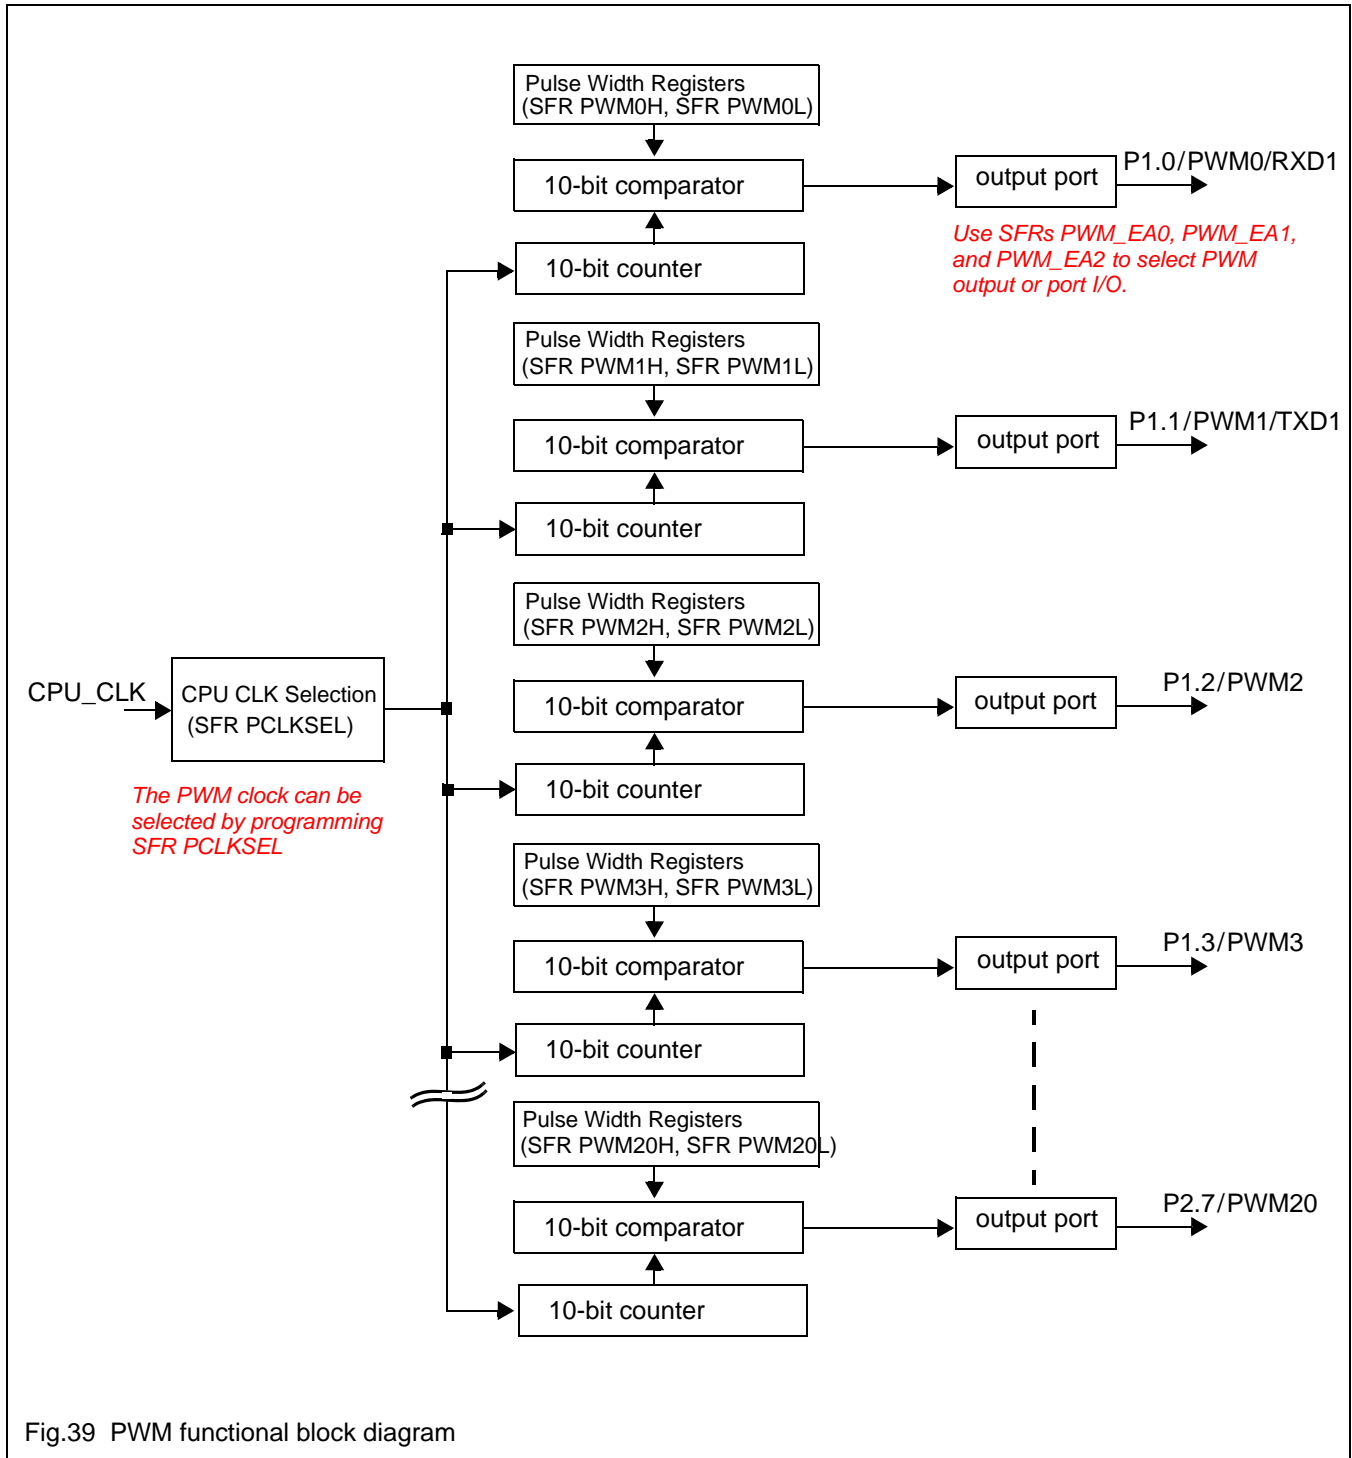 Pulse Width Registers
(SFR PWM0H, SFR PWM0L)
10-bit comparator
10-bit counter
output port
P1.0/PWM0/RXD1
Use SFRs PWM_EA0, PWM_EA1,
and PWM_EA2 to select PWM
output or port I/O.
Pulse Width Registers
(SFR PWM1H, SFR PWM1L)
10-bit comparator
10-bit counter
output port
P1.1/PWM1/TXD1
Pulse Width Registers
(SFR PWM2H, SFR PWM2L)
10-bit comparator
10-bit counter
output port
P1.2/PWM2
CPU_CLK
CPU CLK Selection
(SFR PCLKSEL)
The PWM clock can be
selected by programming
SFR PCLKSEL
Pulse Width Registers
(SFR PWM3H, SFR PWM3L)
10-bit comparator
10-bit counter
output port
P1.3/PWM3
Pulse Width Registers
(SFR PWM20H, SFR PWM20L)
10-bit comparator
10-bit counter
output port
P2.7/PWM20
Fig.39 PWM functional block diagram